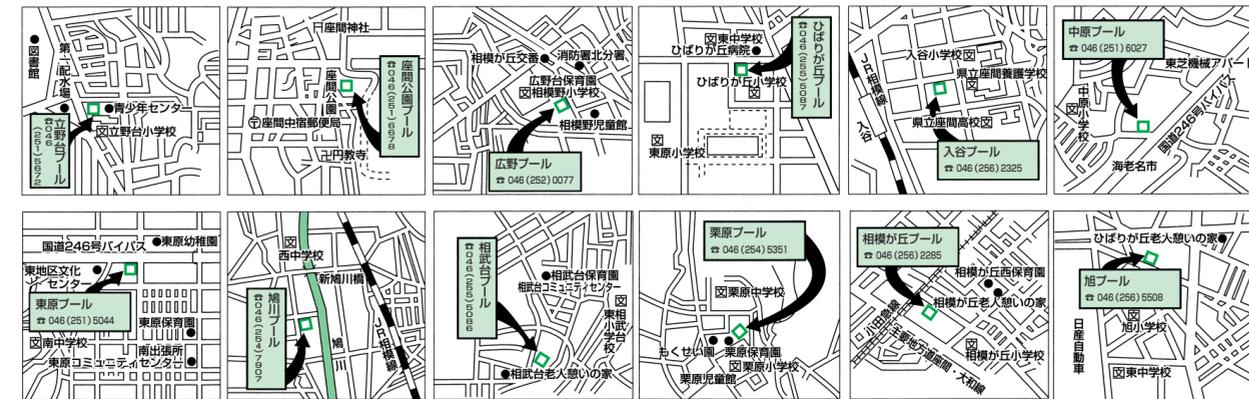 図書館
第二配水場
青少年センター
立野台小学校
立野台プール
☎046
(251)5672
座間神社
座間公園
座間中宿郵便局
円教寺
座間公園プール
☎046(251)6678
相模が丘交番
消防署北分署
広野台保育園
相模野小学校
相模野児童館
広野プール
☎046(252)0077
東中学校
ひばりが丘病院
ひばりが丘小学校
東原小学校
ひばりが丘プール
☎046(255)5087
JR相模線
入谷
入谷小学校
県立座間養護学校
県立座間高校
入谷プール
☎046(256)2325
中原プール
☎046(251)6027
東芝機械アパート
中原小学校
国道246号バイパス
海老名市
国道246号バイパス
東原幼稚園
東地区文化
センター
東原プール
☎046(251)5044
東原保育園
南中学校
南出張所
東原コミュニティセンター
西中学校
新鳩川橋
鳩川プール
☎046(254)7907
鳩川
JR相模線
相武台プール
☎046(255)5086
相武台保育園
相武台コミュニティセンター
東相武台小学校
相武台老人憩いの家
栗原プール
☎046(254)5351
栗原中学校
もくせい園
栗原保育園
栗原小学校
栗原児童館
相模が丘プール
☎046(256)2285
相模が丘西保育園
相模が丘老人憩いの家
小田急線
主要地方道座間・大和線
相模が丘小学校
ひばりが丘老人憩いの家
旭プール
☎046(256)5508
旭小学校
日産自動車
東中学校